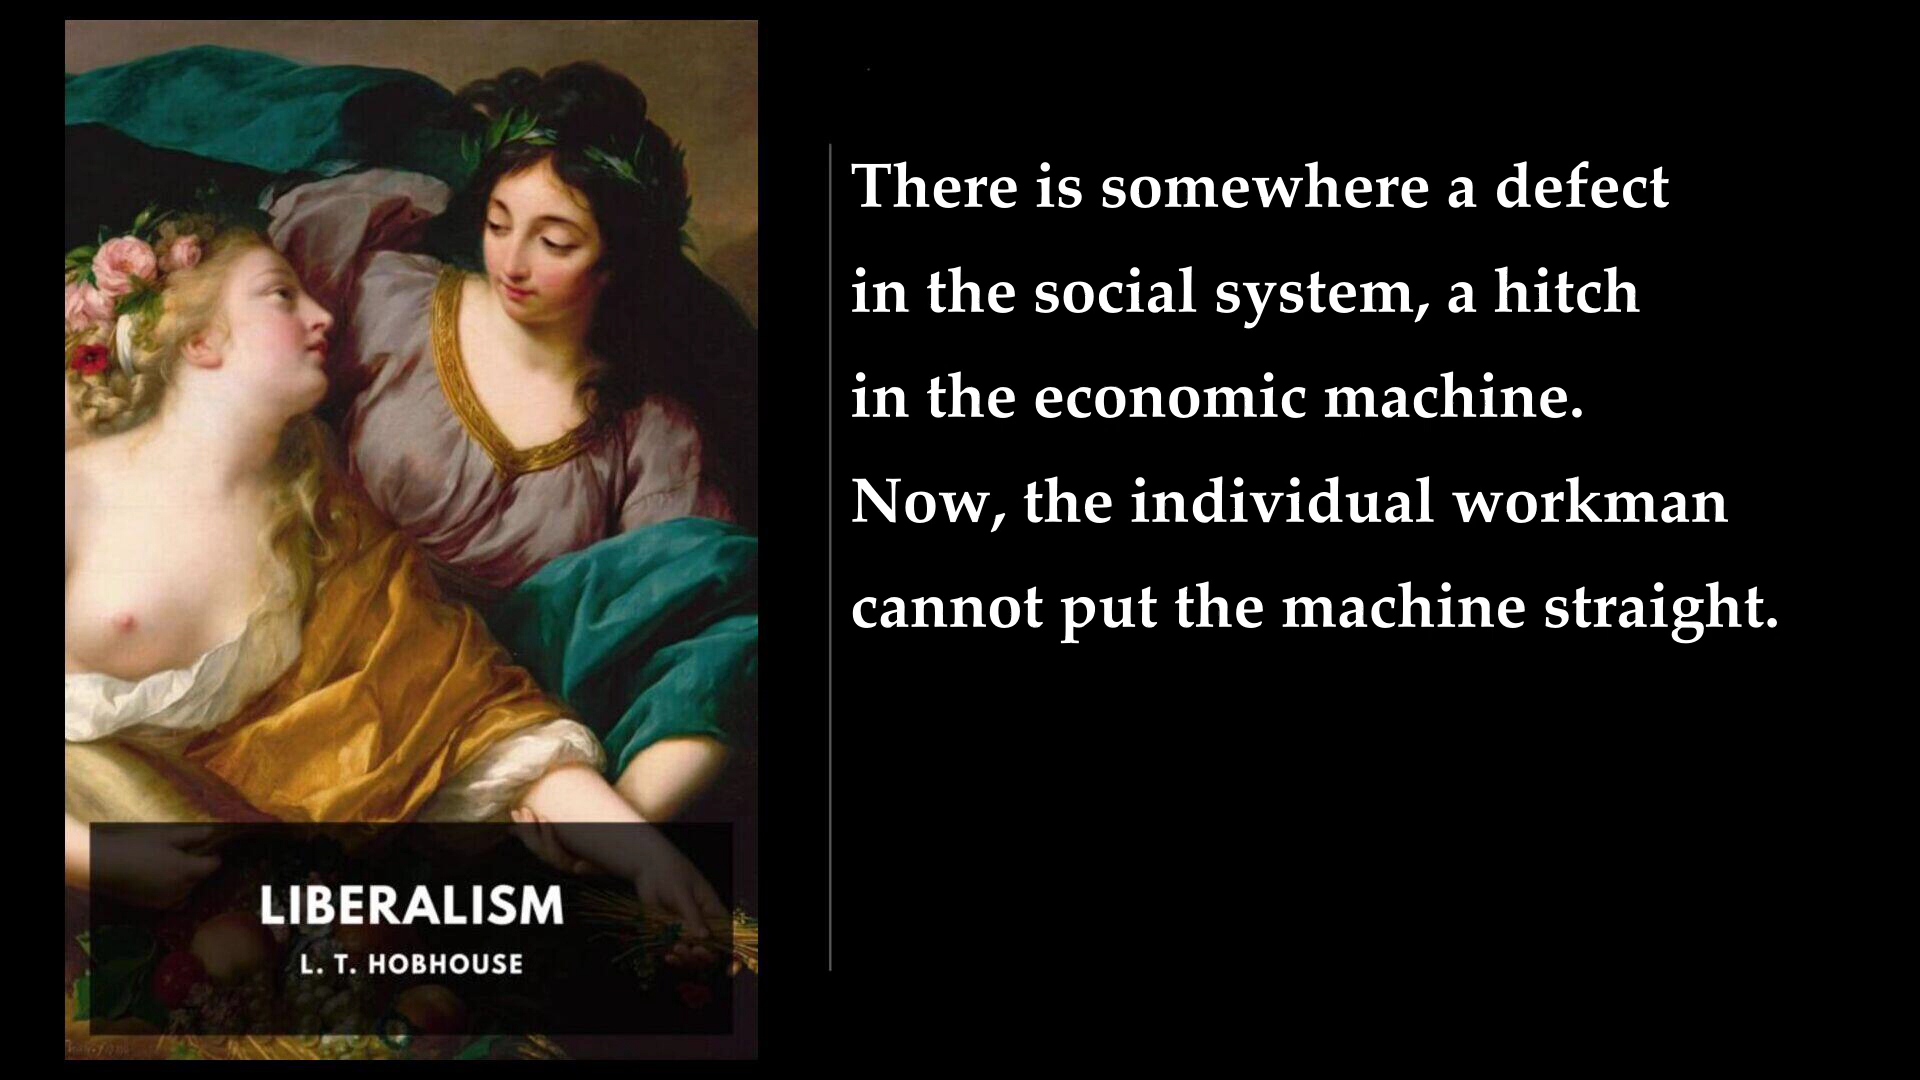 There is somewhere a defect
in the social system, a hitch
in the economic machine.
Now, the individual workman
cannot put the machine straight.
LIBERALISM
L. T. HOBHOUSE